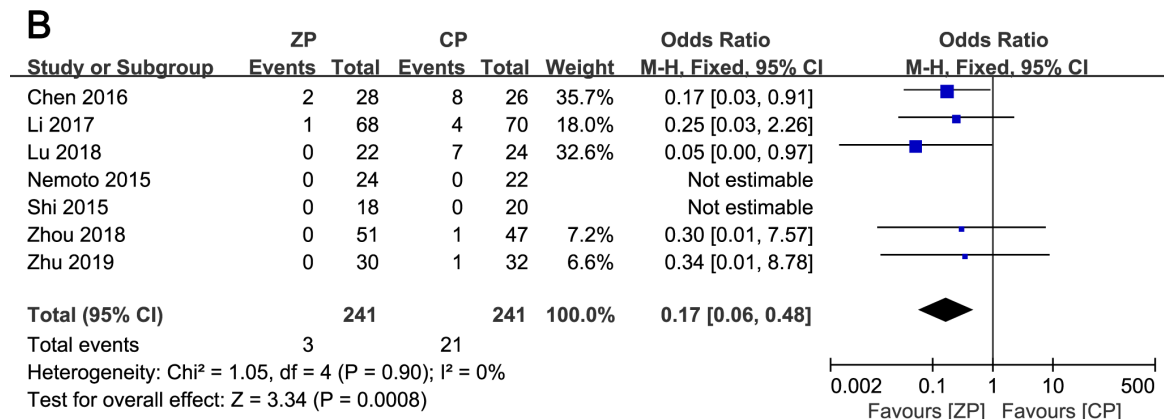 B
ZP CP Odds Ratio Odds Ratio
Study or Subgroup Events Total Events Total Weight M-H, Fixed, 95% CI M-H, Fixed, 95% CI
Chen 2016 2 28 8 26 35.7% 0.17 [0.03, 0.91]
Li 2017 1 68 4 70 18.0% 0.25 [0.03, 2.26]
Lu 2018 0 22 7 24 32.6% 0.05 [0.00, 0.97]
Nemoto 2015 0 24 0 22 Not estimable
Shi 2015 0 18 0 20 Not estimable
Zhou 2018 0 51 1 47 7.2% 0.30 [0.01, 7.57]
Zhu 2019 0 30 1 32 6.6% 0.34 [0.01, 8.78]
Total (95% CI) 241 241 100.0% 0.17 [0.06, 0.48]
Total events 3 21
Heterogeneity: Chi² = 1.05, df = 4 (P = 0.90); I² = 0%
Test for overall effect: Z = 3.34 (P = 0.0008)
0.002 0.1 1 10 500
Favours [ZP] Favours [CP]